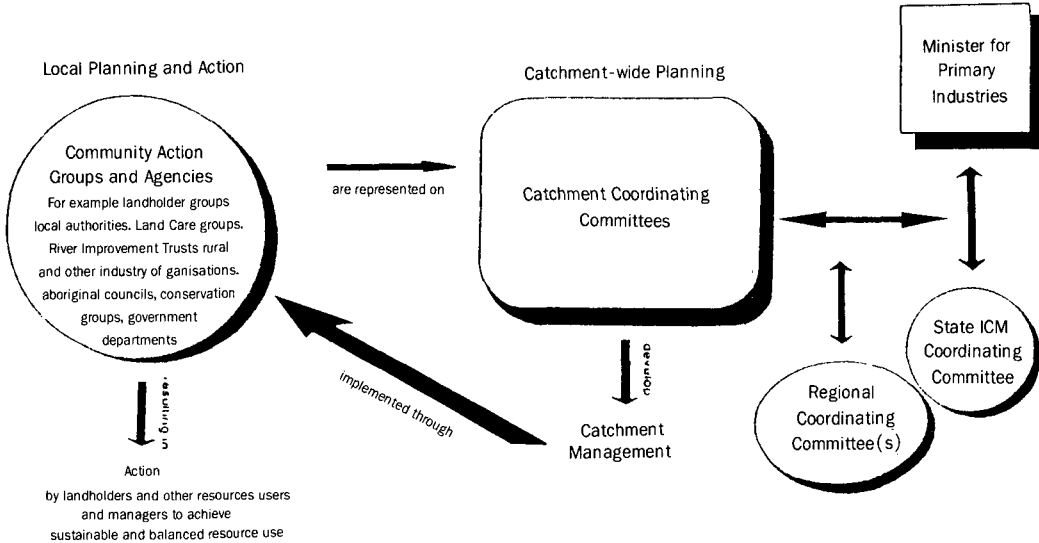 Local Planning and Action
Community Action
Groups and Agencies
For example landholder groups
local authorities. Land Care groups.
River Improvement Trusts rural
and other industry of ganisations.
aboriginal councils, conservation
groups, government
departments
resulting in
Action
by landholders and other resources users
and managers to achieve
sustainable and balanced resource use
are represented on
implemented through
Catchment-wide Planning
Catchment Coordinating
Committees
develop
Catchment
Management
Minister for
Primary
Industries
State ICM
Coordinating
Committee
Regional
Coordinating
Committee(s)